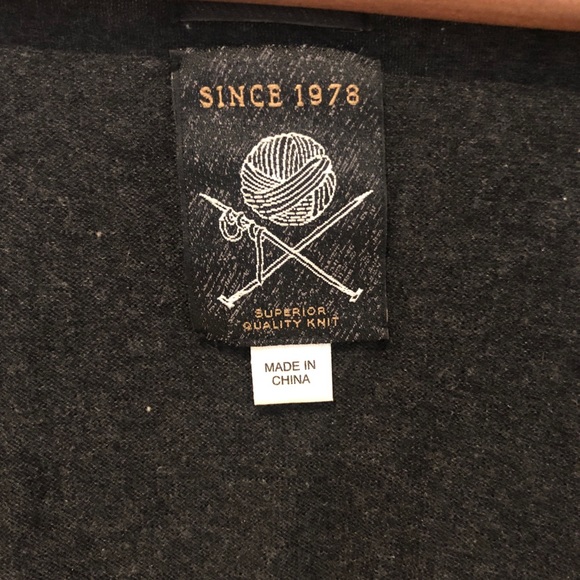 SINCE 1978
SUPERIOR
QUALITY KNIT
MADE IN
CHINA